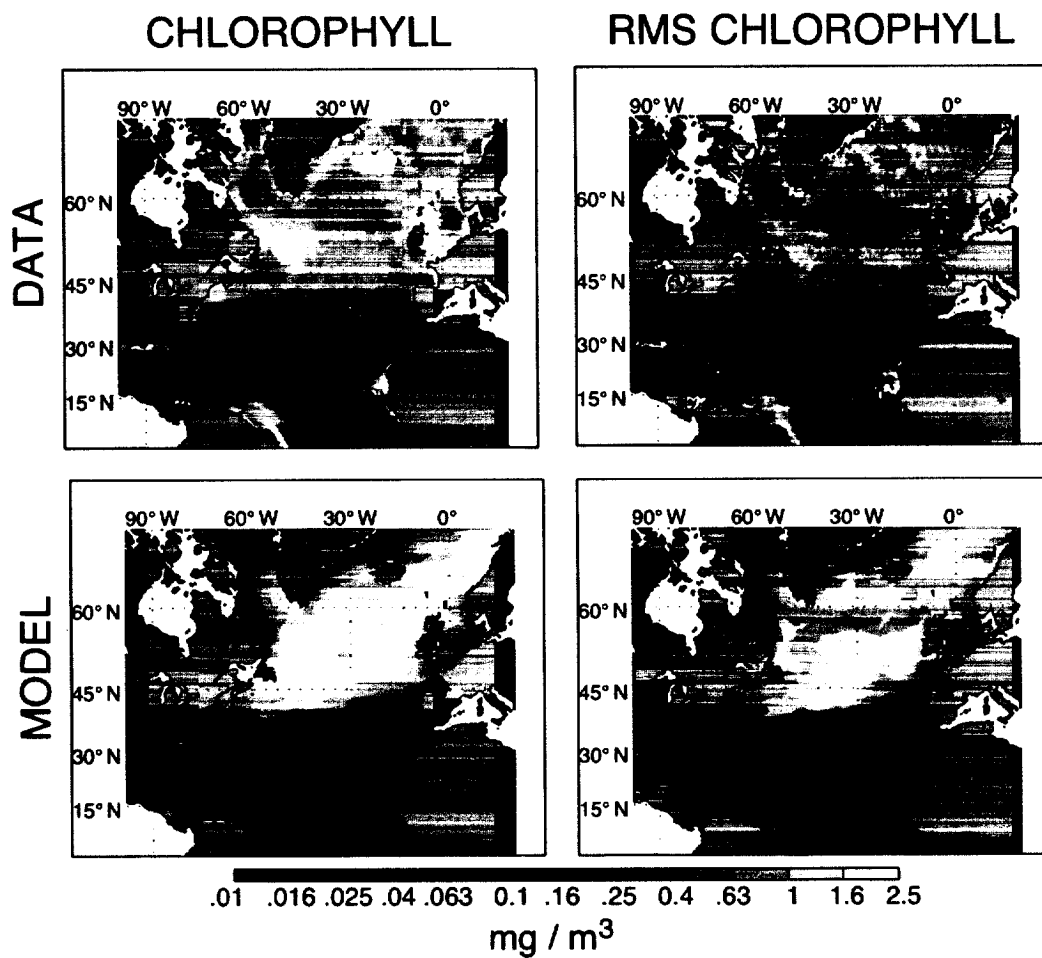 CHLOROPHYLL
RMS CHLOROPHYLL
DATA
90° W 60° W 30° W 0°
60° N
45° N
30° N
15° N
90° W 60° W 30° W 0°
60° N
45° N
30° N
15° N
MODEL
90° W 60° W 30° W 0°
60° N
45° N
30° N
15° N
90° W 60° W 30° W 0°
60° N
45° N
30° N
15° N
.01 .016 .025 .04 .063 0.1 .16 .25 0.4 .63 1 1.6 2.5
mg / m³